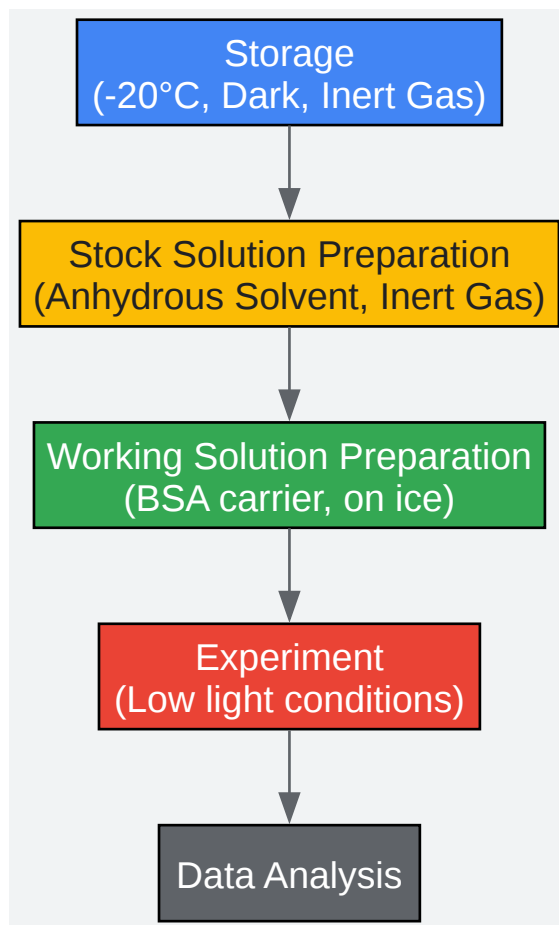 Storage
(-20°C, Dark, Inert Gas)
Stock Solution Preparation
(Anhydrous Solvent, Inert Gas)
Working Solution Preparation
(BSA carrier, on ice)
Experiment
(Low light conditions)
Data Analysis